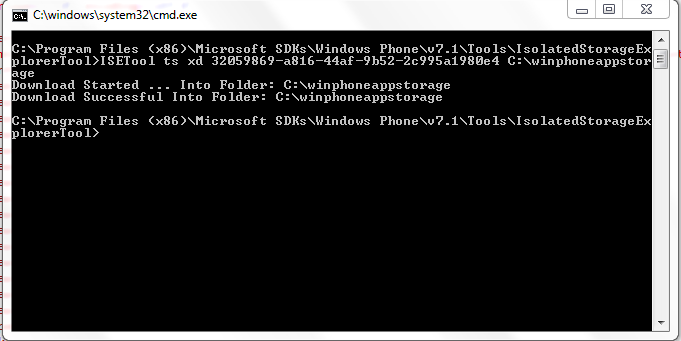 C:\windows\system32\cmd.exe
C:\Program Files (x86)\Microsoft SDKs\Windows Phone\v7.1\Tools\IsolatedStorageEx
plorerTool>ISETool ts xd 32059869-a816-44af-9b52-2c995a1980e4 C:\winphoneappstor
age
Download Started ... Into Folder: C:\winphoneappstorage
Download Successful Into Folder: C:\winphoneappstorage
C:\Program Files (x86)\Microsoft SDKs\Windows Phone\v7.1\Tools\IsolatedStorageEx
plorerTool>